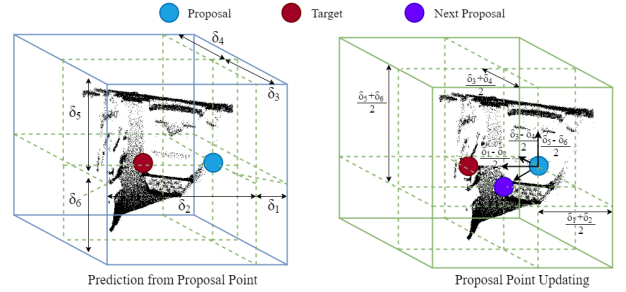 Proposal Target Next Proposal
δ₄
δ₃
δ₅
δ₆
δ₂
δ₁
δ₅+δ₆
2
δ₃+δ₄
2
δ₃-δ₄
2
δ₅-δ₆
2
δ₁-δ₂
2
δ₁+δ₂
2
Prediction from Proposal Point
Proposal Point Updating